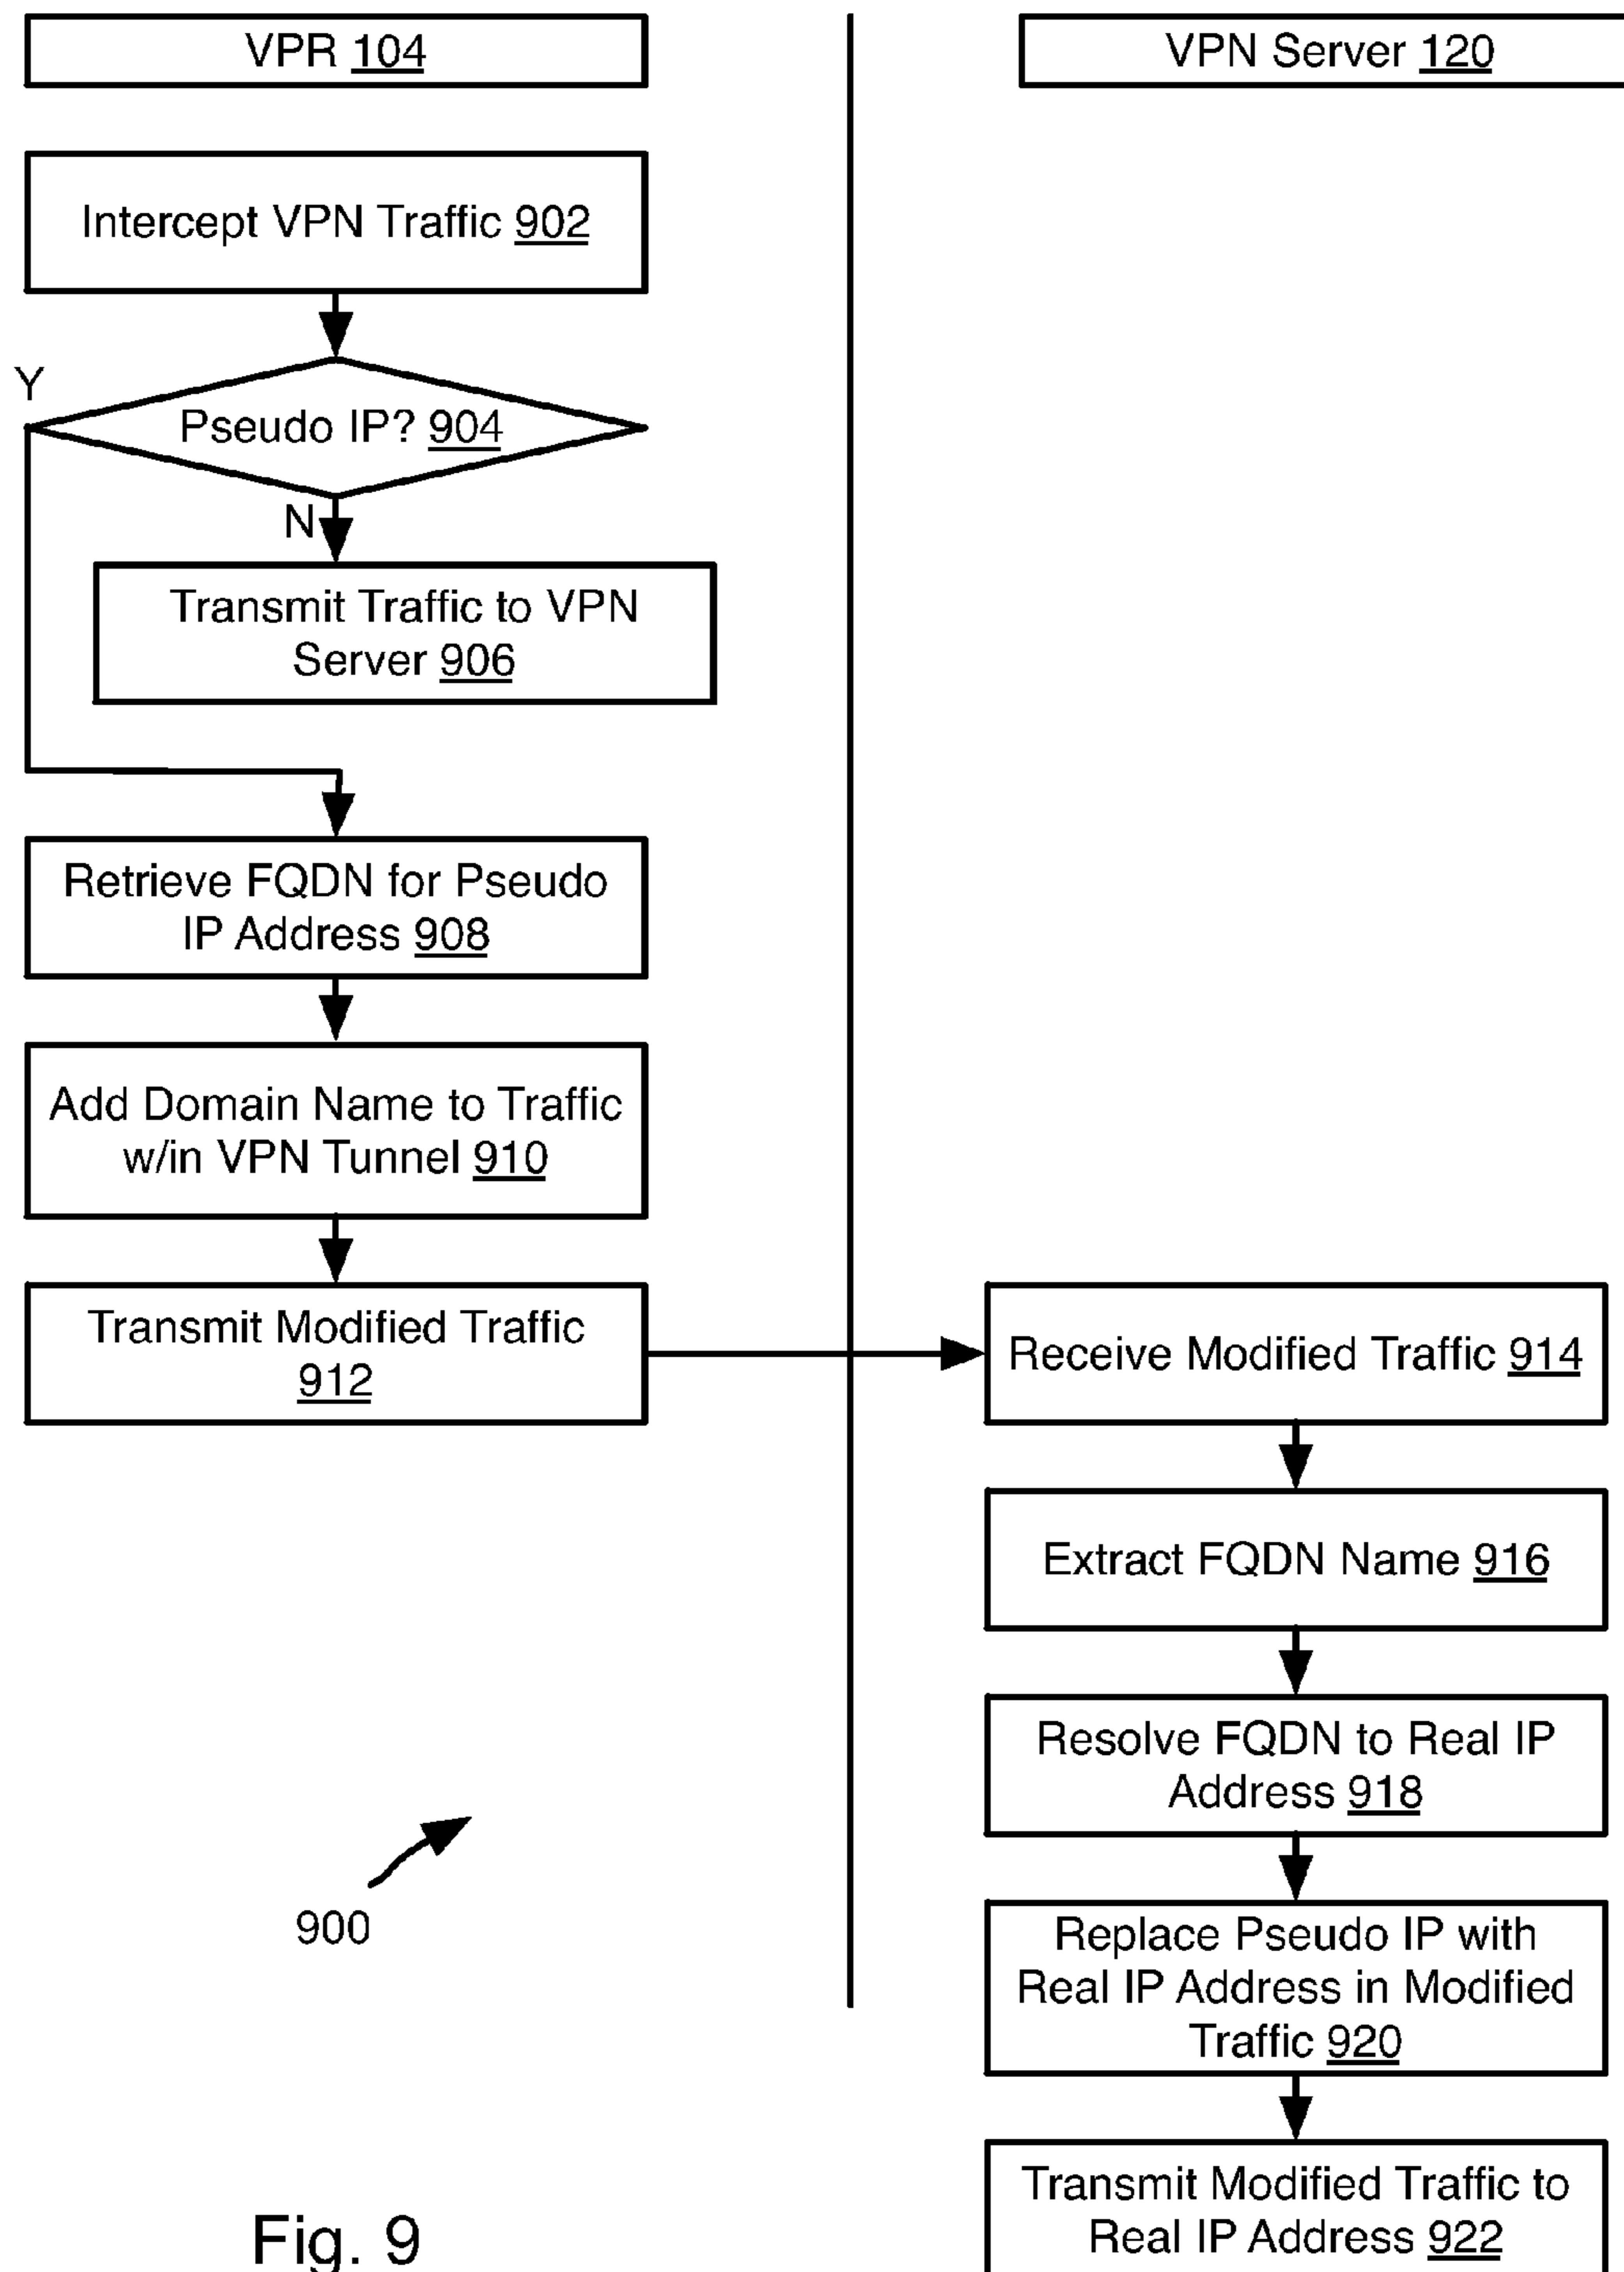 VPR 104
VPN Server 120
Intercept VPN Traffic 902
Y
Pseudo IP? 904
N
Transmit Traffic to VPN
Server 906
Retrieve FQDN for Pseudo
IP Address 908
Add Domain Name to Traffic
w/in VPN Tunnel 910
Transmit Modified Traffic
912
Receive Modified Traffic 914
Extract FQDN Name 916
Resolve FQDN to Real IP
Address 918
Replace Pseudo IP with
Real IP Address in Modified
Traffic 920
Transmit Modified Traffic to
Real IP Address 922
900
Fig. 9